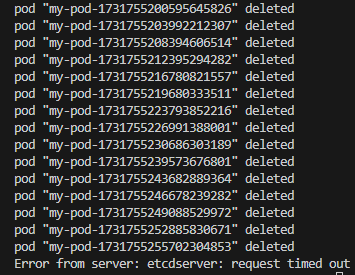 pod "my-pod-1731755200595645826" deleted
pod "my-pod-1731755203992212307" deleted
pod "my-pod-1731755208394606514" deleted
pod "my-pod-1731755212395294282" deleted
pod "my-pod-1731755216780821557" deleted
pod "my-pod-1731755219680333511" deleted
pod "my-pod-1731755223793852216" deleted
pod "my-pod-1731755226991388001" deleted
pod "my-pod-1731755230686303189" deleted
pod "my-pod-1731755239573676801" deleted
pod "my-pod-1731755243682889364" deleted
pod "my-pod-1731755246678239282" deleted
pod "my-pod-1731755249088529972" deleted
pod "my-pod-1731755252885830671" deleted
pod "my-pod-1731755255702304853" deleted
Error from server: etcdserver: request timed out